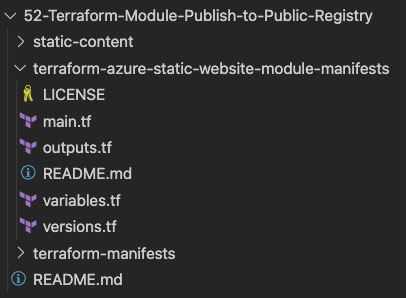 52-Terraform-Module-Publish-to-Public-Registry
static-content
terraform-azure-static-website-module-manifests
LICENSE
main.tf
outputs.tf
README.md
variables.tf
versions.tf
terraform-manifests
README.md